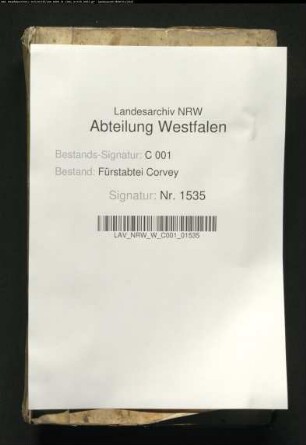 Landesarchiv NRW
Abteilung Westfalen
Bestands-Signatur: C 001
Bestand: Fürstabtei Corvey
Signatur: Nr. 1535
LAV_NRW_W_C001_01535